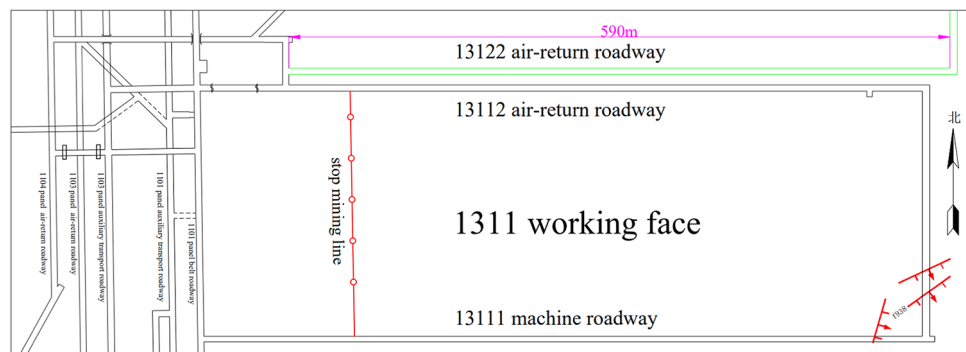 590m
13122 air-return roadway
13112 air-return roadway
北
stop mining line
1311 working face
1104 panel air-return roadway
1103 panel air-return roadway
1103 panel auxiliary transport roadway
1101 panel auxiliary transport roadway
1101 panel belt roadway
f938
13111 machine roadway